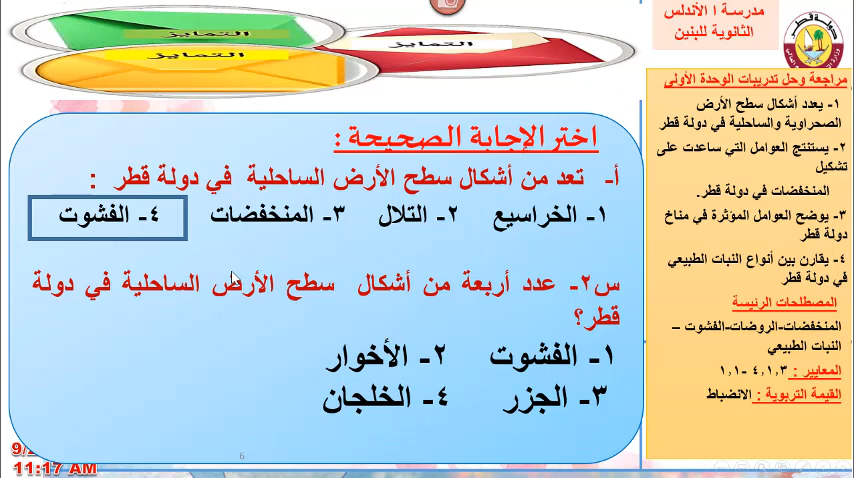 مدرسة ا الأندلس
الثانوية للبنين
دولة قطر
التمايز
التمايز
التمايز
مراجعة وحل تدريبات الوحدة الأولى
١- يعدد أشكال سطح الأرض
الصحراوية والساحلية في دولة قطر
٢- يستنتج العوامل التي ساعدت على
تشكيل
المنخفضات في دولة قطر.
٣- يوضح العوامل المؤثرة في مناخ
دولة قطر
٤- يقارن بين أنواع النبات الطبيعي
في دولة قطر
المصطلحات الرئيسة
المنخفضات-الروضات-الفشوت –
النبات الطبيعي
المعايير : ٤,١,٣ -١,١
القيمة التربوية : الانضباط
اختر الإجابة الصحيحة :
أ- تعد من أشكال سطح الأرض الساحلية في دولة قطر :
١- الخراسيع ٢- التلال ٣- المنخفضات ٤- الفشوت
س٢- عدد أربعة من أشكال سطح الأرض الساحلية في دولة
قطر؟
١- الفشوت ٢- الأخوار
٣- الجزر ٤- الخلجان
6
11:17 AM